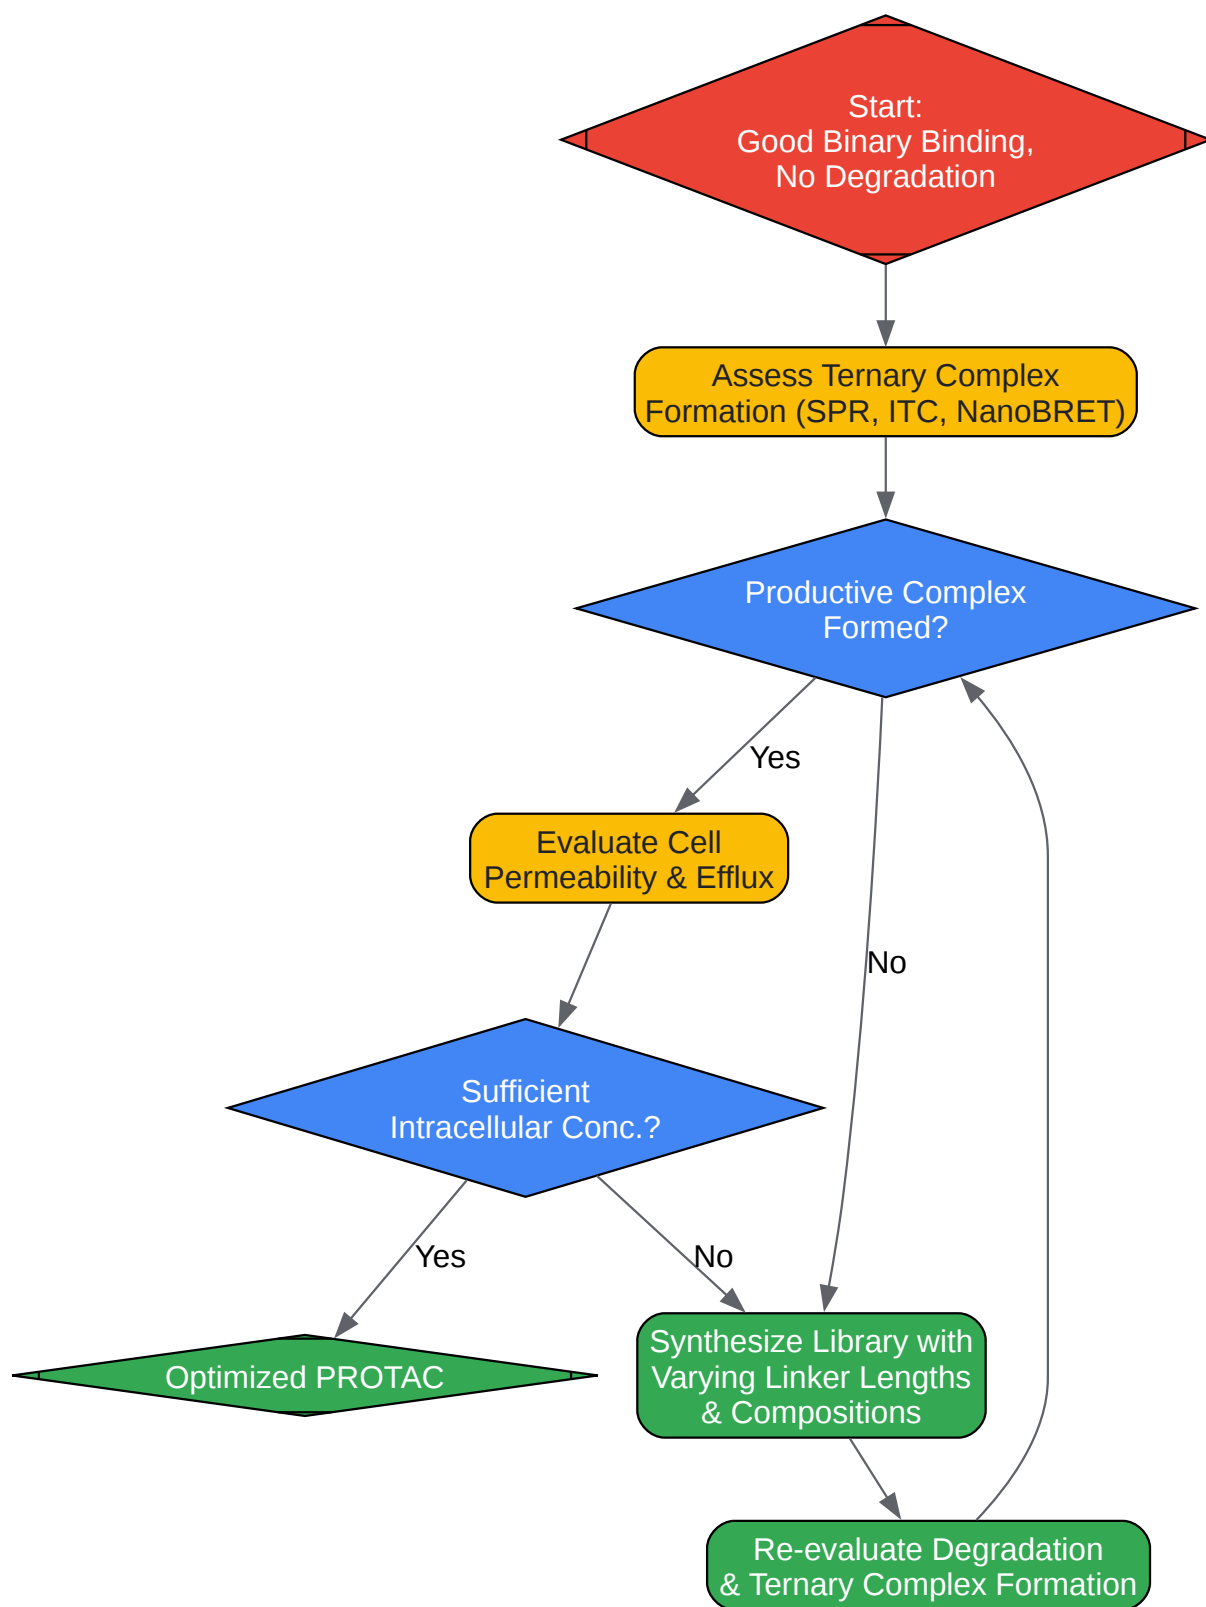 Start:
Good Binary Binding,
No Degradation
Assess Ternary Complex
Formation (SPR, ITC, NanoBRET)
Productive Complex
Formed?
Yes
Evaluate Cell
Permeability & Efflux
No
Sufficient
Intracellular Conc.?
Yes
No
Optimized PROTAC
Synthesize Library with
Varying Linker Lengths
& Compositions
Re-evaluate Degradation
& Ternary Complex Formation